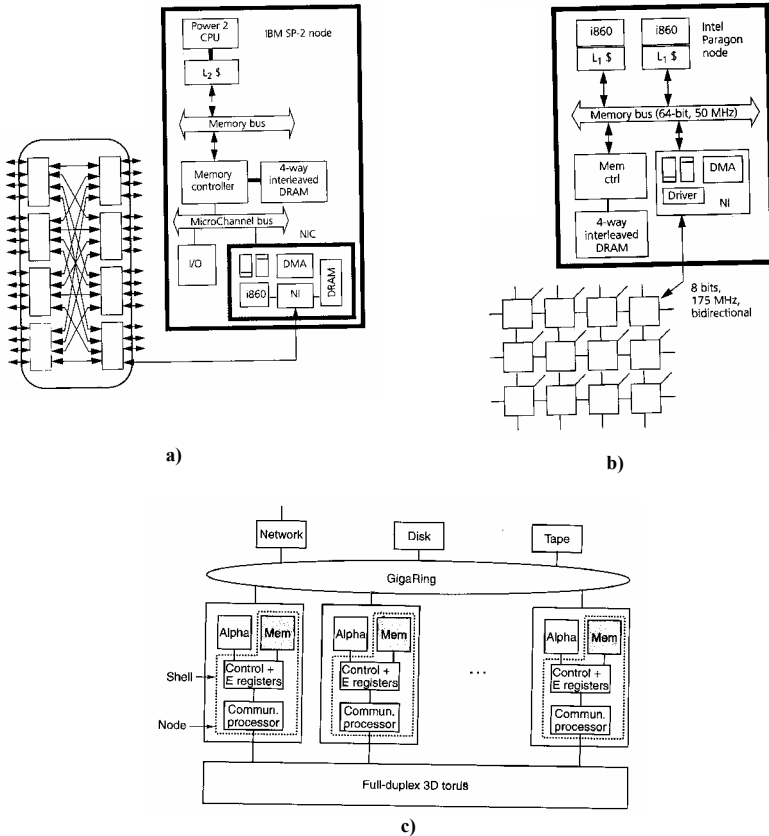 Power 2
CPU
IBM SP-2 node
L2 $
Memory bus
Memory
controller
4-way
interleaved
DRAM
MicroChannel bus
I/O
NIC
DMA
i860
NI
DRAM
a)
i860
i860
Intel
Paragon
node
L1 $
L1 $
Memory bus (64-bit, 50 MHz)
Mem
ctrl
DMA
Driver
NI
4-way
interleaved
DRAM
8 bits,
175 MHz,
bidirectional
b)
Network
Disk
Tape
GigaRing
Alpha
Mem
Alpha
Mem
Alpha
Mem
Shell
Control +
E registers
Control +
E registers
...
Control +
E registers
Node
Commun.
processor
Commun.
processor
Commun.
processor
Full-duplex 3D torus
c)